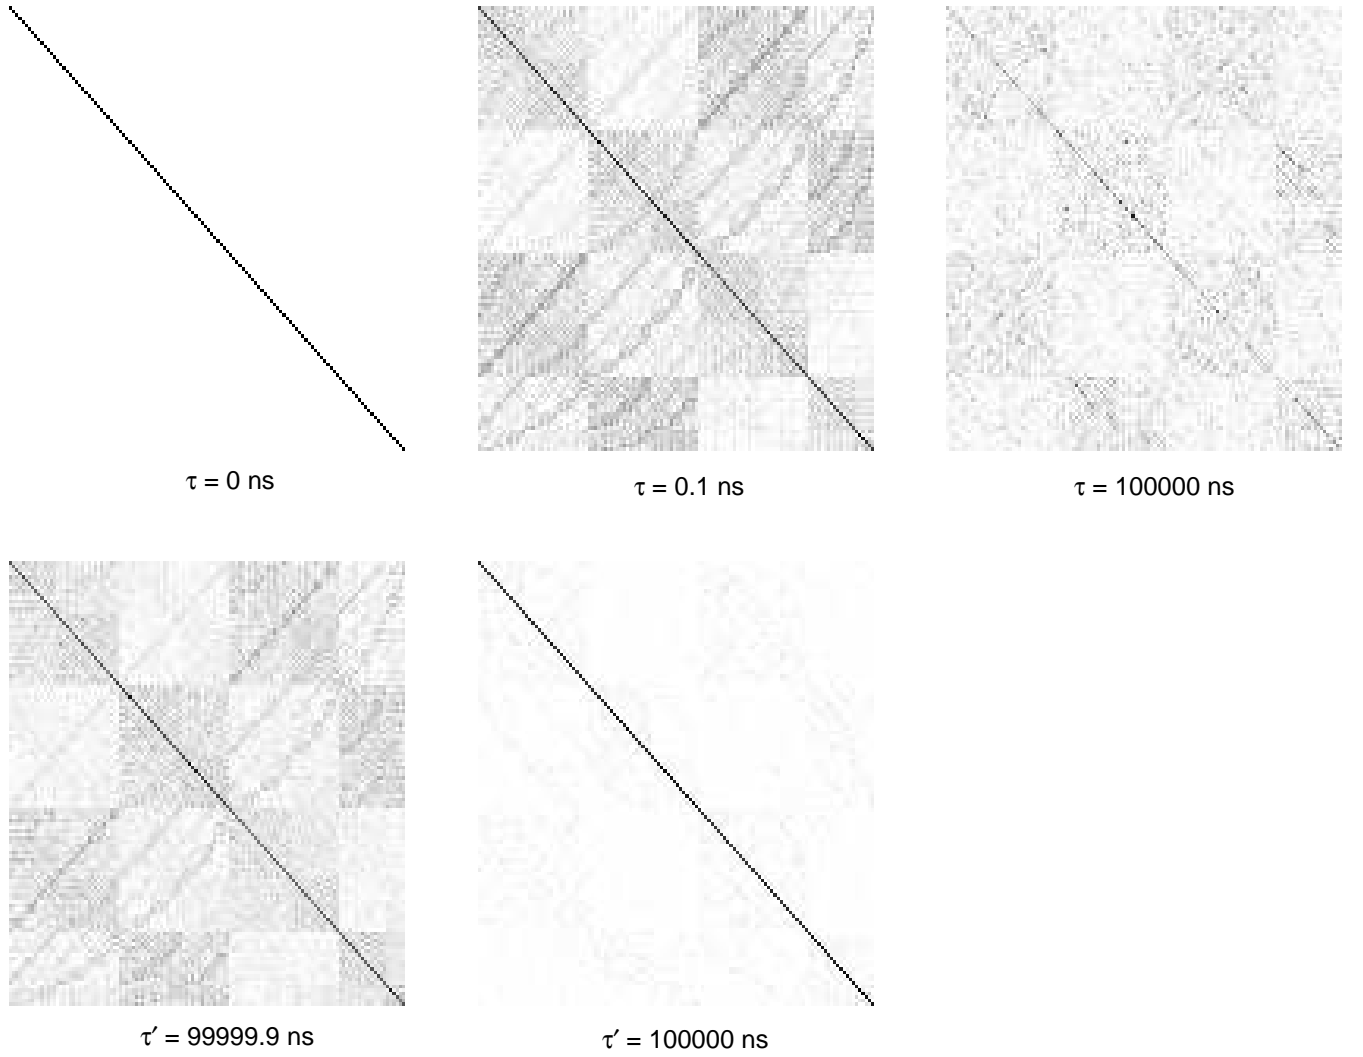 τ = 0 ns
τ = 0.1 ns
τ = 100000 ns
τ′ = 99999.9 ns
τ′ = 100000 ns